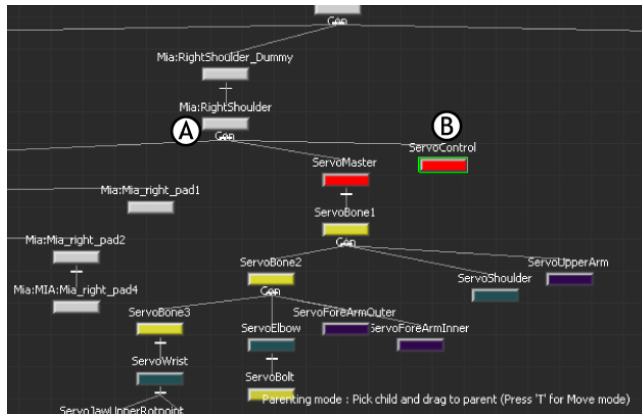 Gen
Mia:RightShoulder_Dummy
Mia:RightShoulder
A
B
Gen
ServoControl
ServoMaster
Mia:Mia_right_pad1
ServoBone1
Mia:Mia_right_pad2
Gen
ServoBone2
ServoUpperArm
ServoShoulder
Gen
Mia:MIA:Mia_right_pad4
ServoBone3
ServoElbow
ServoForeArmOuter
ServoForeArmInner
ServoWrist
ServoBolt
Parenting mode : Pick child and drag to parent (Press 'T' for Move mode)
ServoJawUpperRotpoint